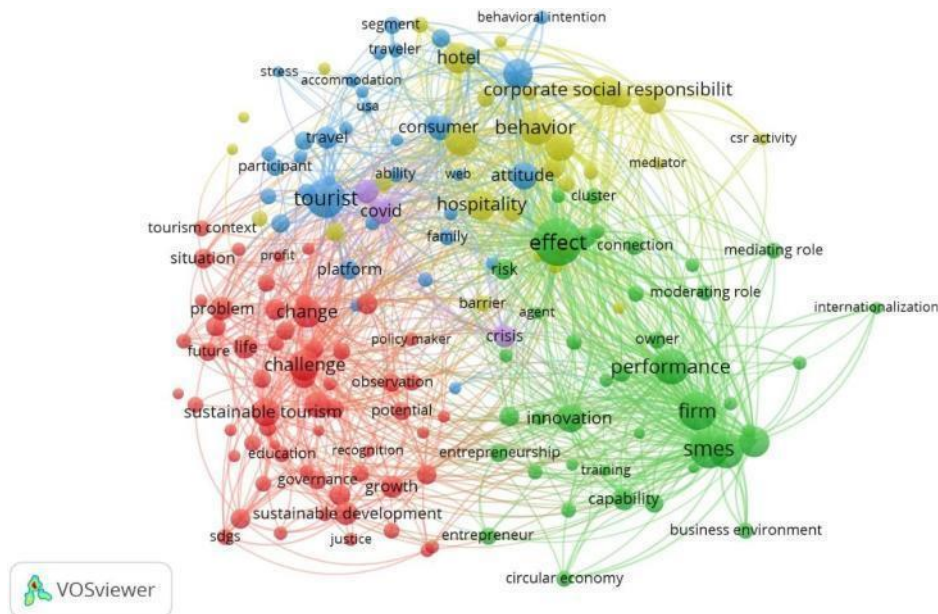 segment
behavioral intention
traveler
hotel
stress
accommodation
corporate social responsibilit
usa
consumer
behavior
csr activity
travel
participant
ability
web
attitude
mediator
tourist
covid
hospitality
cluster
tourism context
family
effect
connection
mediating role
situation
profit
platform
risk
moderating role
problem
change
barrier
agent
internationalization
future life
policy maker
crisis
owner
challenge
performance
observation
sustainable tourism
potential
innovation
firm
education
recognition
entrepreneurship
smes
governance
growth
training
capability
sustainable development
sdgs
justice
entrepreneur
business environment
circular economy
VOSviewer